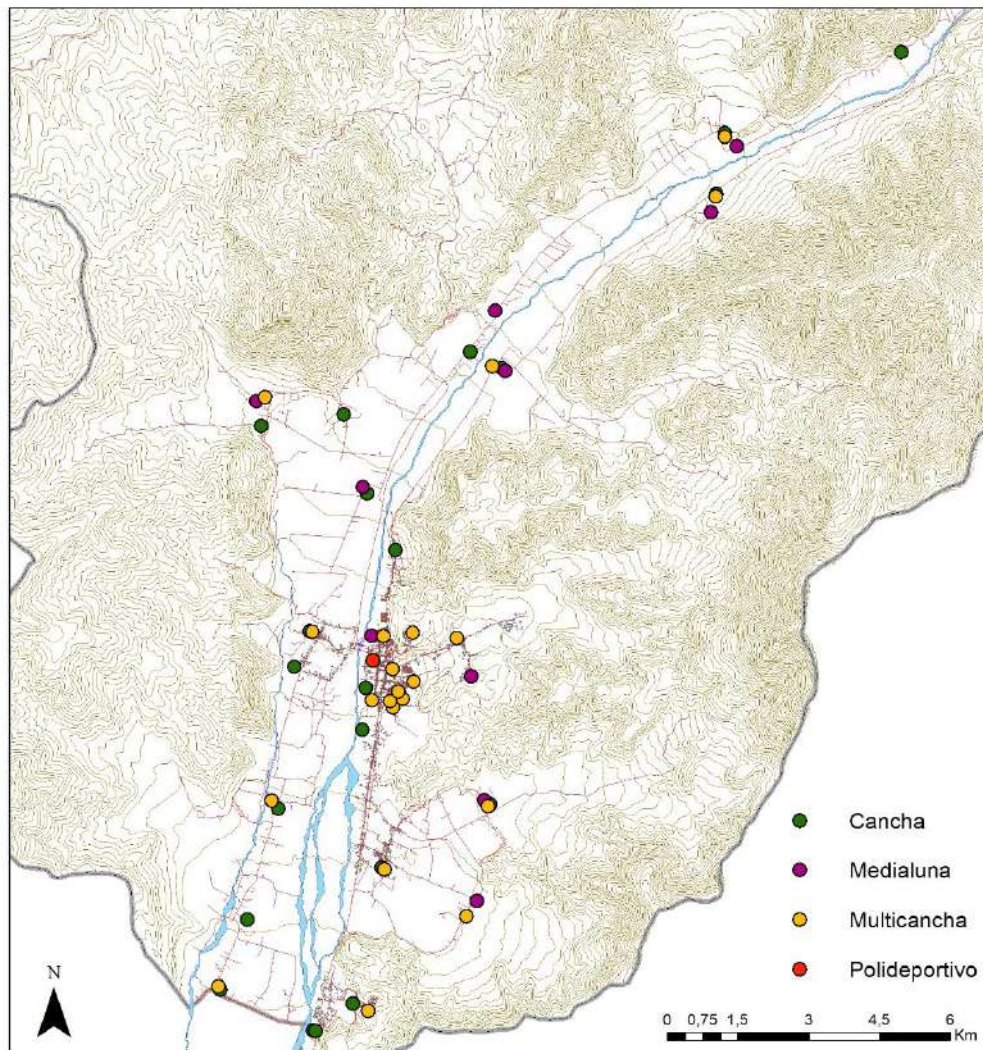 Cancha
Medialuna
Multicancha
Polideportivo
N
0 0,75 1,5 3 4,5 6
Km